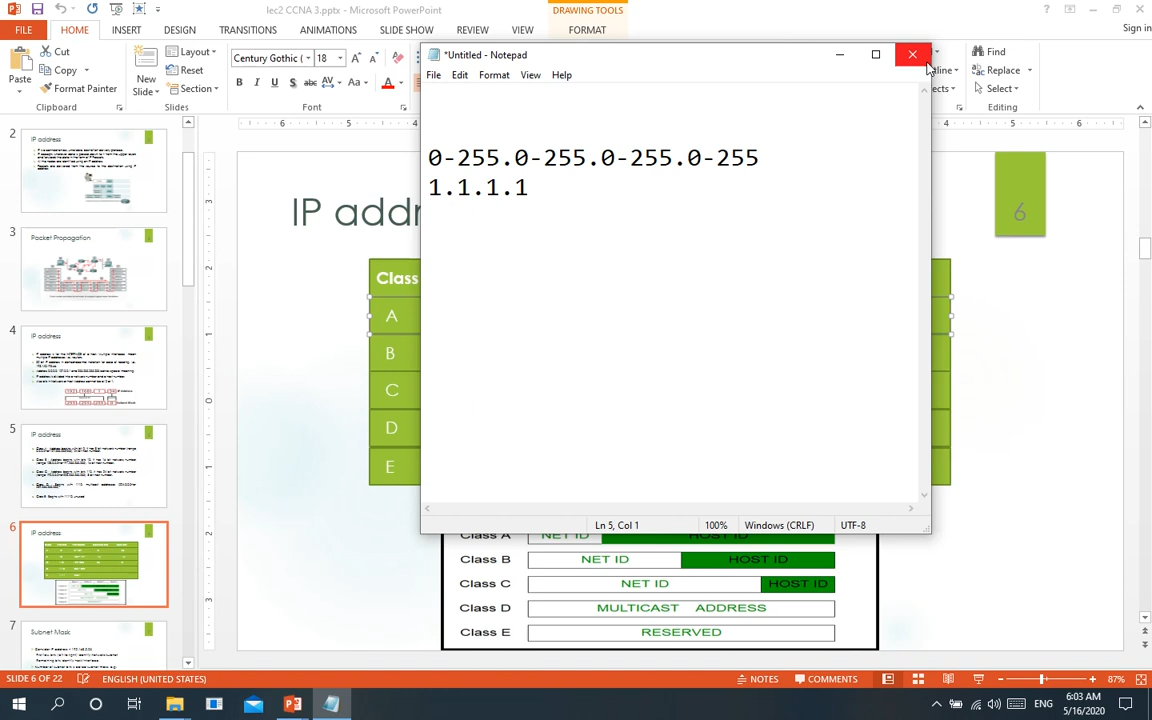 lec2 CCNA 3.pptx - Microsoft PowerPoint
DRAWING TOOLS
Sign in
FILE HOME INSERT DESIGN TRANSITIONS ANIMATIONS SLIDE SHOW REVIEW VIEW FORMAT
Paste
Cut
Copy
Format Painter
Clipboard
New Slide
Layout
Reset
Section
Slides
Century Gothic ( 18
B I U S abc AV Aa A
Font
Find
Replace
Select
Editing
*Untitled - Notepad
File Edit Format View Help
0-255.0-255.0-255.0-255
1.1.1.1
Ln 5, Col 1 100% Windows (CRLF) UTF-8
2
IP address
3
Packet Propagation
4
IP address
5
IP address
6
IP address
7
Subnet Mask
IP addr
6
Class
A
B
C
D
E
Class A NET ID HOST ID
Class B NET ID HOST ID
Class C NET ID HOST ID
Class D MULTICAST ADDRESS
Class E RESERVED
SLIDE 6 OF 22 ENGLISH (UNITED STATES) NOTES COMMENTS 87%
ENG
6:03 AM
5/16/2020